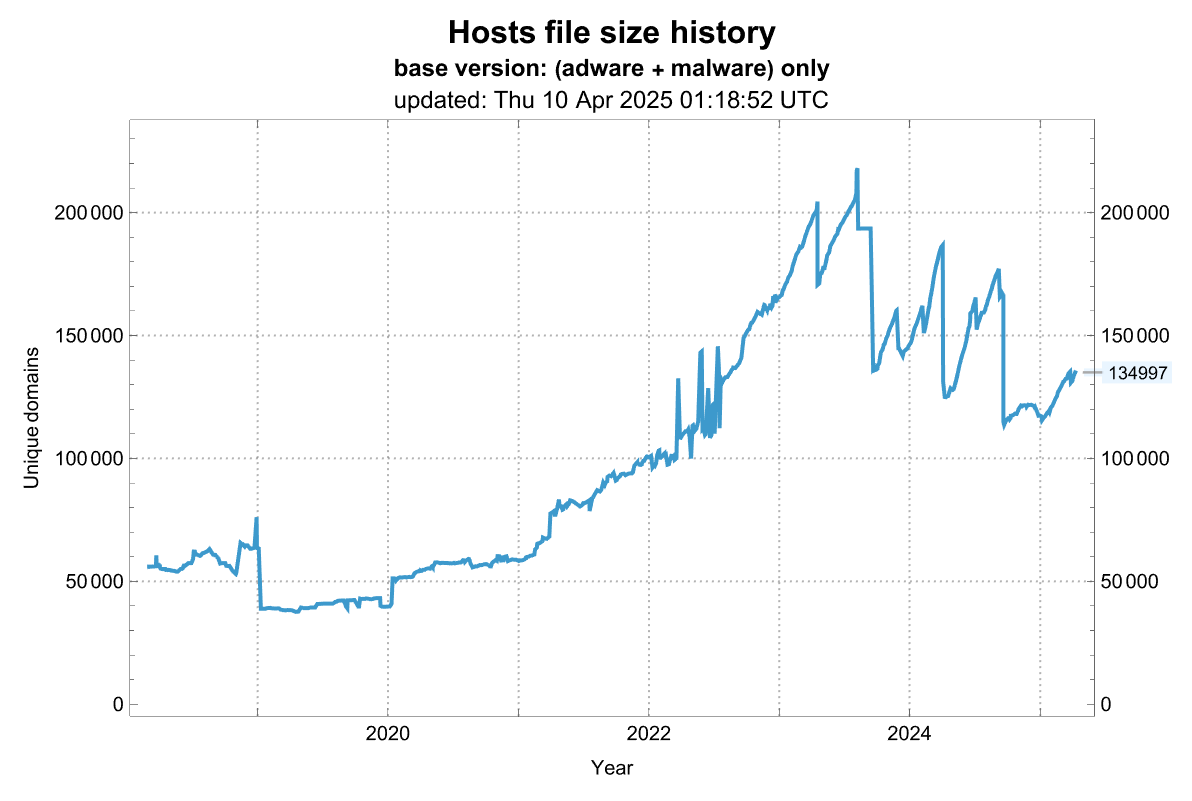 Hosts file size history
base version: (adware + malware) only
updated: Thu 10 Apr 2025 01:18:52 UTC
200 000
200 000
150 000
150 000
134997
Unique domains
100 000
100 000
50 000
50 000
0
0
2020
2022
2024
Year